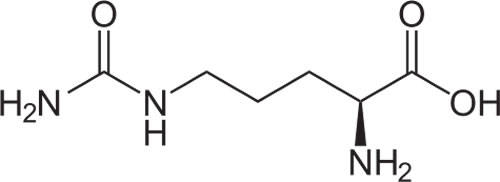 O O
H₂N N OH
H
NH₂